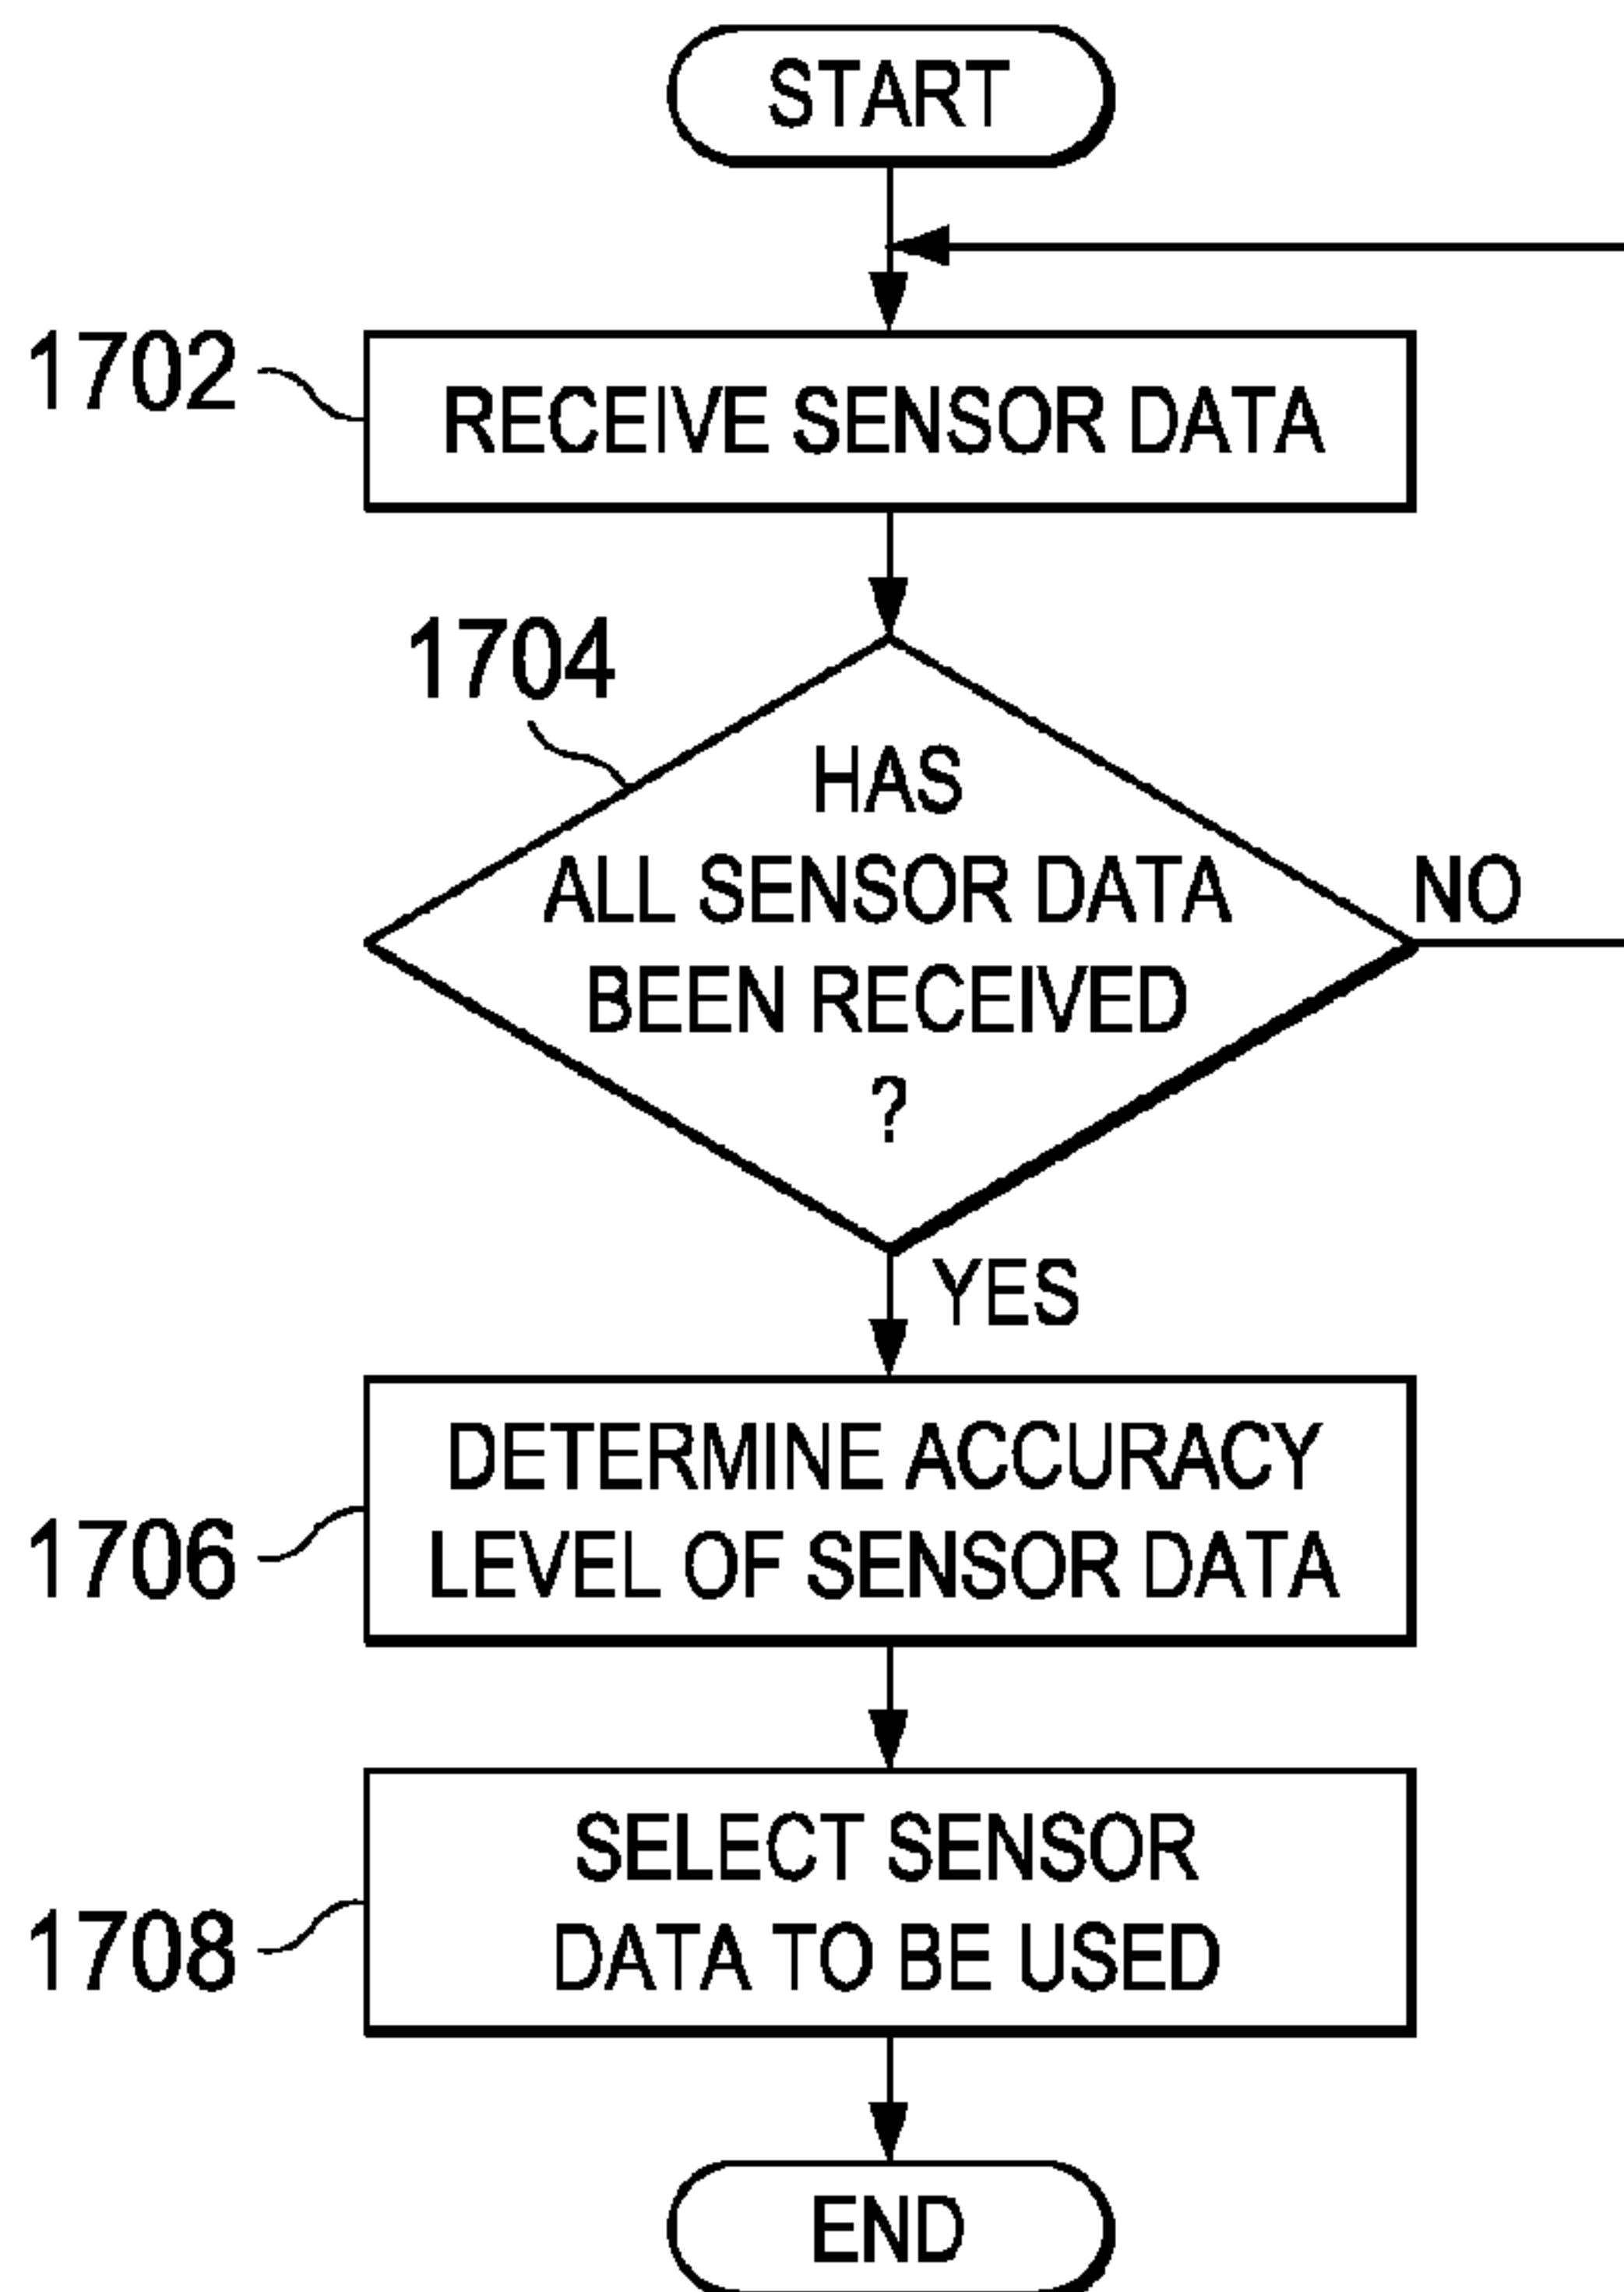 START
1702
RECEIVE SENSOR DATA
1704
HAS
ALL SENSOR DATA
BEEN RECEIVED
?
NO
YES
1706
DETERMINE ACCURACY
LEVEL OF SENSOR DATA
1708
SELECT SENSOR
DATA TO BE USED
END